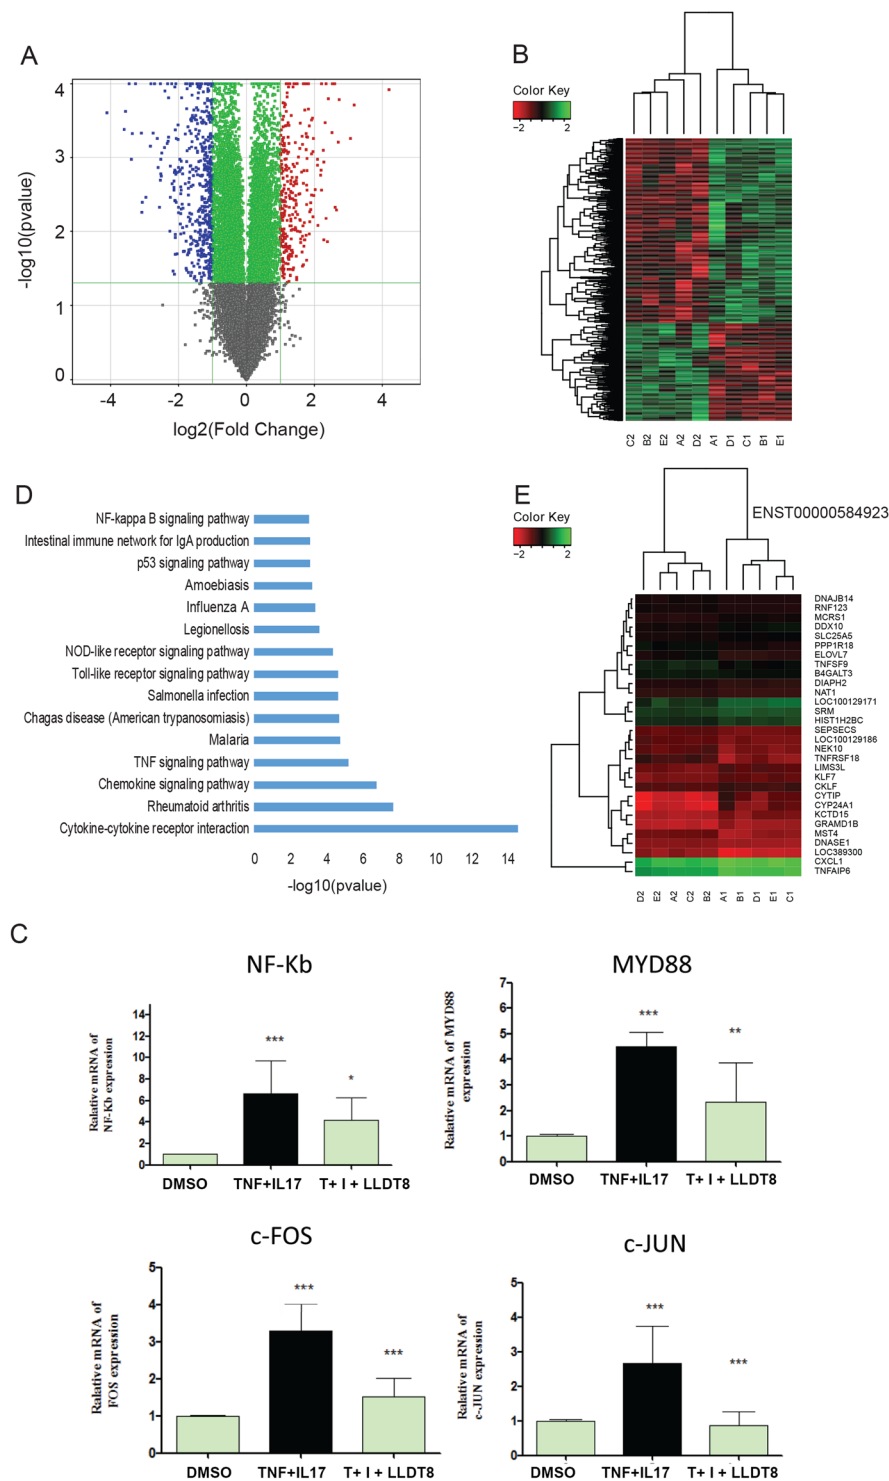 A
4
3
2
1
0
-log10(pvalue)
-4
-2
0
2
4
log2(Fold Change)
B
Color Key
-2
2
C2
B2
E2
A2
D2
A1
D1
C1
B1
E1
D
NF-kappa B signaling pathway
Intestinal immune network for IgA production
p53 signaling pathway
Amoebiasis
Influenza A
Legionellosis
NOD-like receptor signaling pathway
Toll-like receptor signaling pathway
Salmonella infection
Chagas disease (American trypanosomiasis)
Malaria
TNF signaling pathway
Chemokine signaling pathway
Rheumatoid arthritis
Cytokine-cytokine receptor interaction
0 2 4 6 8 10 12 14
-log10(pvalue)
E
Color Key
-2
2
ENST00000584923
DNAJB14
RNF123
MCRS1
DDX10
SLC25A5
PPP1R18
ELOVL7
TNFSF9
B4GALT3
DIAPH2
NAT1
LOC100129171
SRM
HIST1H2BC
SEPSECS
LOC100129186
NEK10
TNFRSF18
LIMS3L
KLF7
CKLF
CYTIP
CYP24A1
KCTD15
GRAMD1B
MST4
DNASE1
LOC389300
CXCL1
TNFAIP6
D2
E2
A2
C2
B2
A1
B1
D1
E1
C1
C
NF-Kb
Ralative mRNA of
NF-Kb expression
14
12
10
8
6
4
2
0
***
*
DMSO TNF+IL17 T+ I + LLDT8
MYD88
Ralative mRNA of MYD88
expression
7
6
5
4
3
2
1
0
***
**
DMSO TNF+IL17 T+ I + LLDT8
c-FOS
Ralative mRNA of
FOS expression
5
4
3
2
1
0
***
***
DMSO TNF+IL17 T+ I + LLDT8
c-JUN
Ralative mRNA of
c-JUN expression
5
4
3
2
1
0
***
***
DMSO TNF+IL17 T+ I + LLDT8